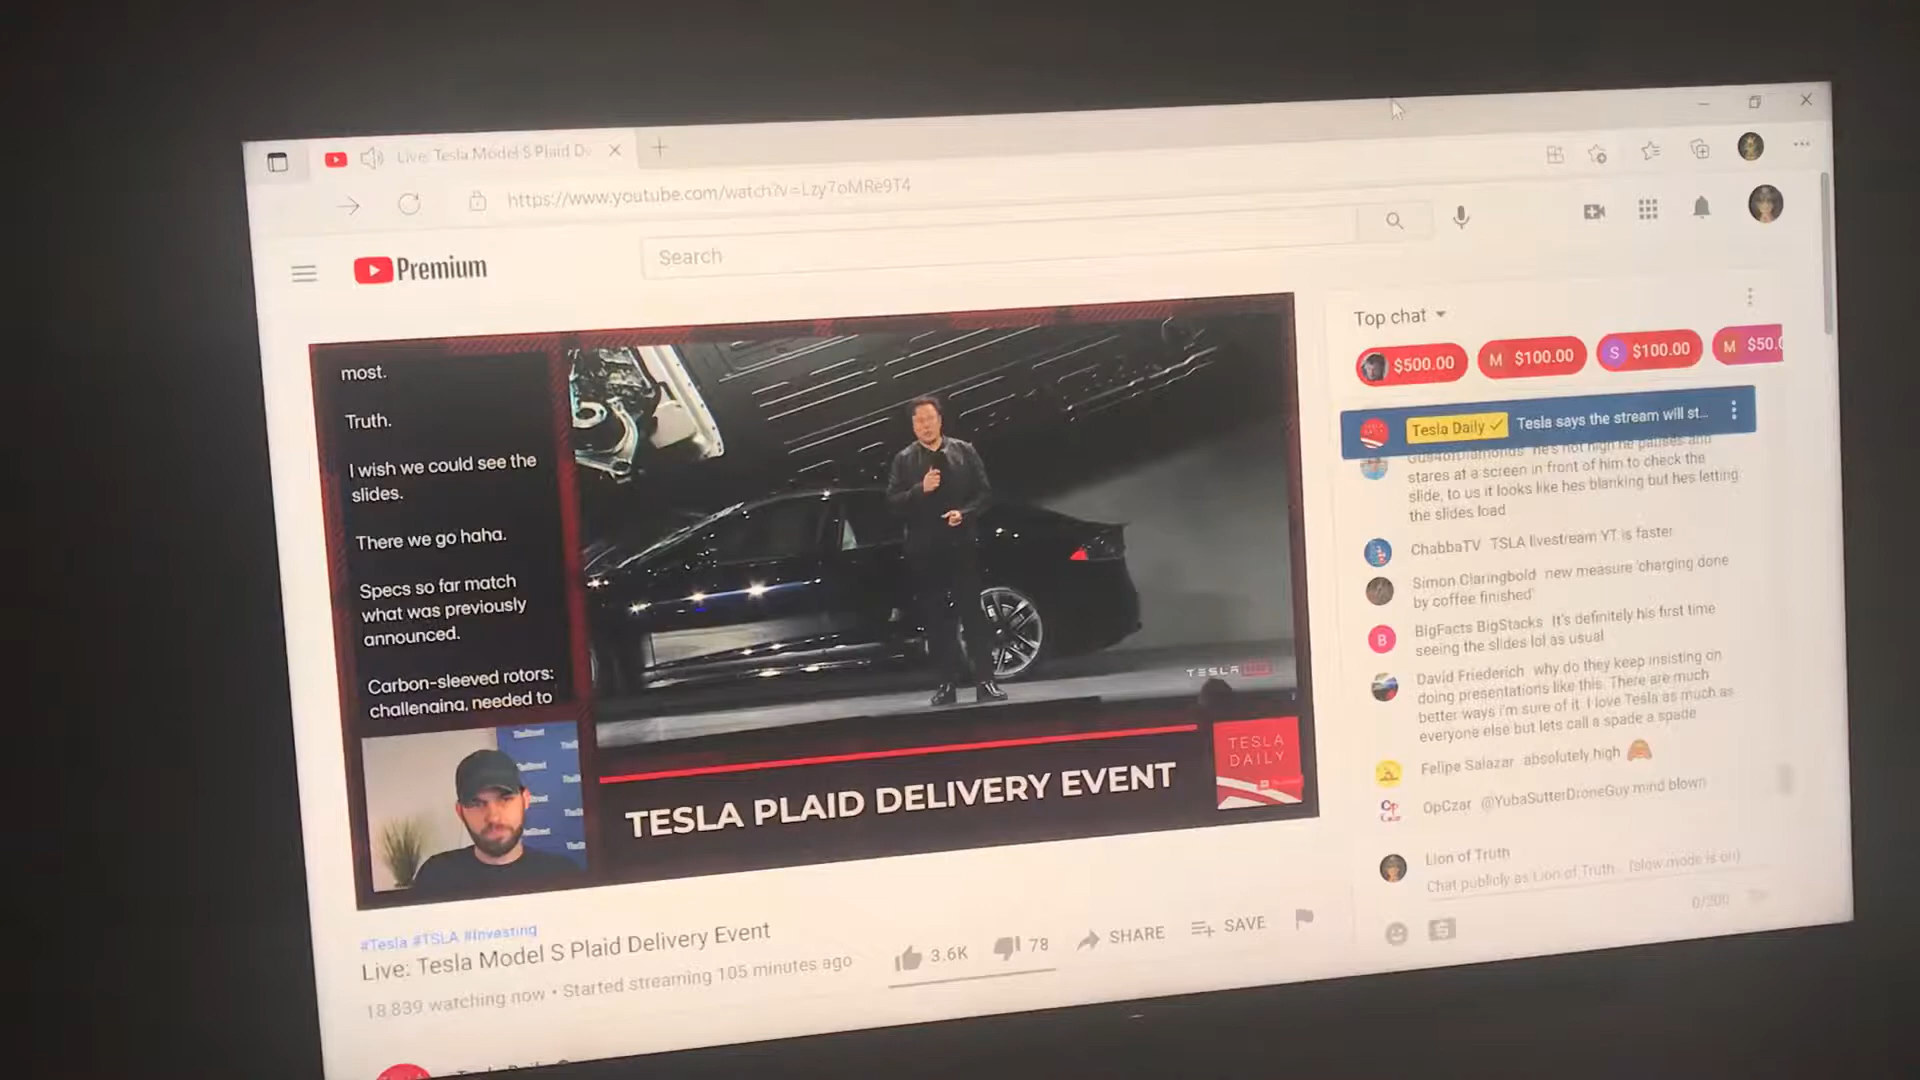 Live: Tesla Model S Plaid D
https://www.youtube.com/watch?v=Lzy7oMRe9T4
Premium
Search
most.
Truth.
I wish we could see the
slides.
There we go haha.
Specs so far match
what was previously
announced.
Carbon-sleeved rotors:
challenging, needed to
TESLA
TESLA PLAID DELIVERY EVENT
TESLA
DAILY
#Tesla #TSLA #Investing
Live: Tesla Model S Plaid Delivery Event
18,839 watching now • Started streaming 105 minutes ago
3.6K
78
SHARE
SAVE
Top chat
$500.00
M $100.00
S $100.00
M $50.0
Tesla Daily ✓ Tesla says the stream will st...
he's not high he pauses and
stares at a screen in front of him to check the
slide, to us it looks like hes blanking but hes letting
the slides load
ChabbaTV TSLA livestream YT is faster
Simon Claringbold new measure 'charging done
by coffee finished'
B
BigFacts BigStacks It's definitely his first time
seeing the slides lol as usual
David Friederich why do they keep insisting on
doing presentations like this. There are much
better ways i'm sure of it. I love Tesla as much as
everyone else but lets call a spade a spade
Felipe Salazar absolutely high
OpCzar @YubaSutterDroneGuy mind blown
Lion of Truth
Chat publicly as Lion of Truth... (slow mode is on)
0/200